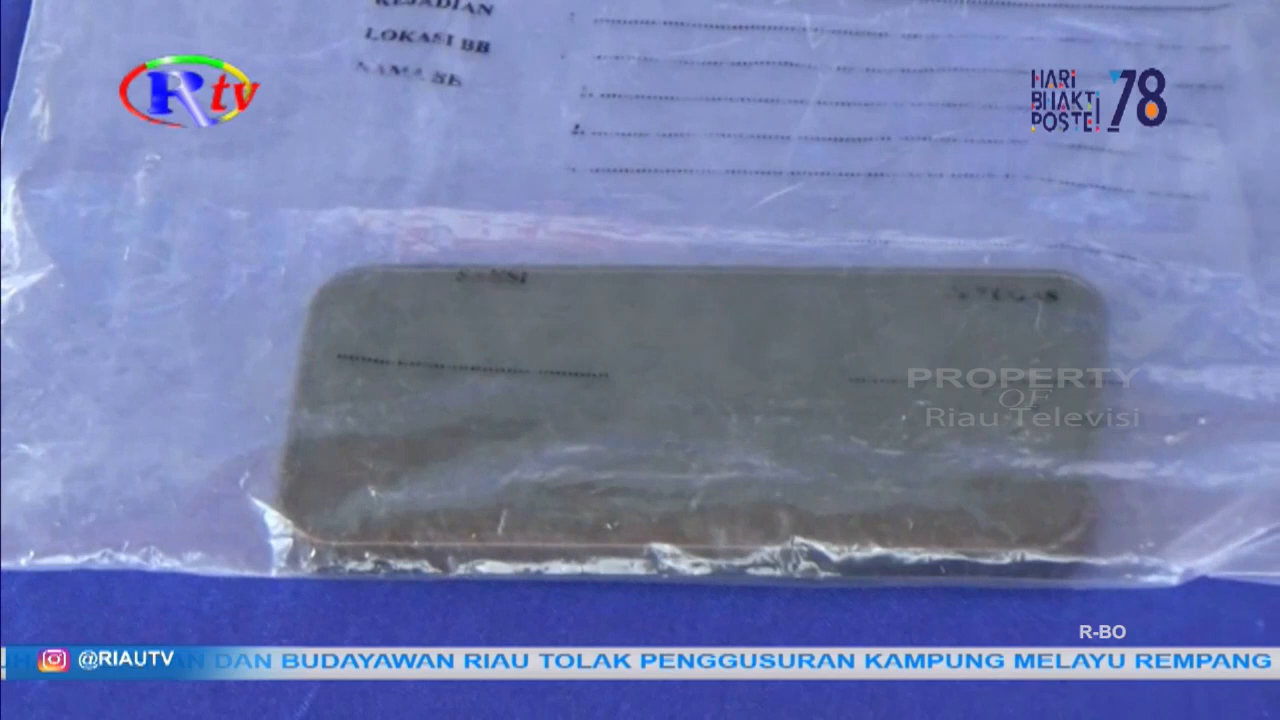 KEJADIAN
LOKASI BB
Rtv
HARI
BHAKTI
POSTEL
78
PROPERTY
OF
Riau Televisi
R-BO
@RIAUTV
AN DAN BUDAYAWAN RIAU TOLAK PENGGUSURAN KAMPUNG MELAYU REMPANG